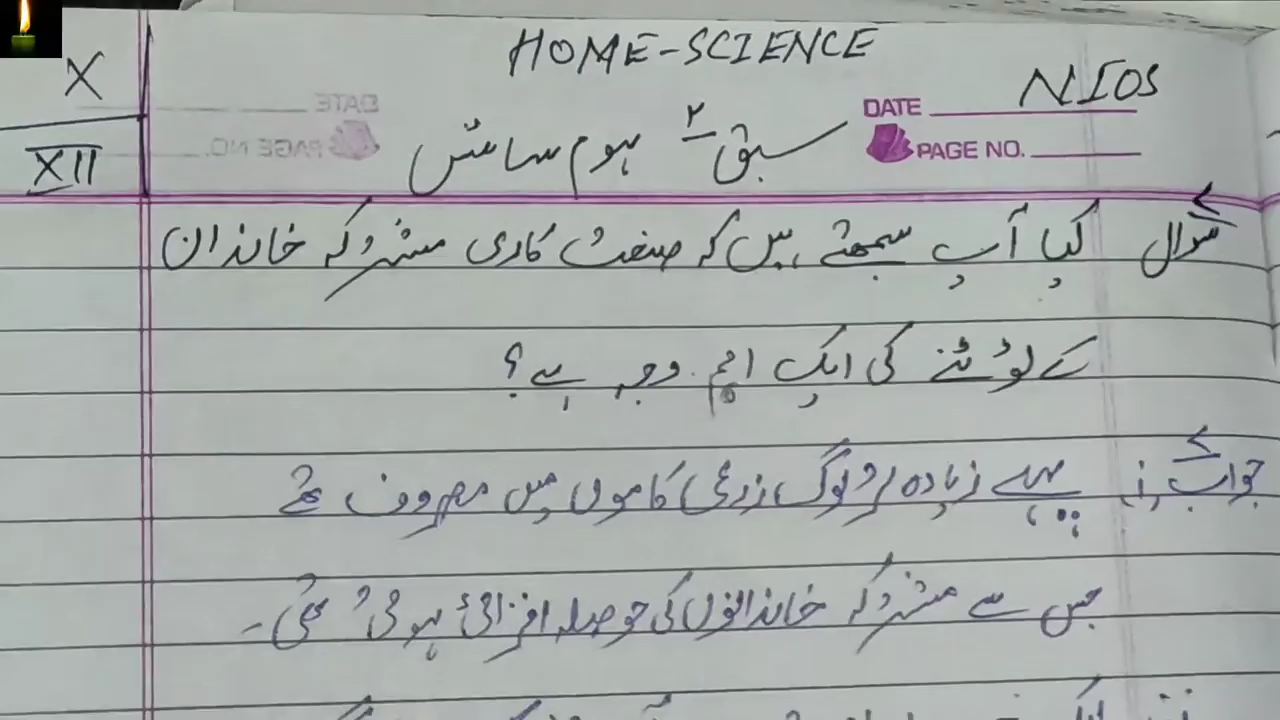 HOME-SCIENCE
X
NIOS
DATE
PAGE NO.
XII
سبق ۲ ہوم سائنس
سوال کیا آپ سمجھتے ہیں کہ صنعت کاری مشترکہ خاندان
کے ٹوٹنے کی ایک اہم وجہ ہے؟
جواب: پہلے زیادہ تر لوگ زرعی کاموں میں مصروف تھے
جس سے مشترکہ خاندانوں کی حوصلہ افزائی ہوتی تھی۔